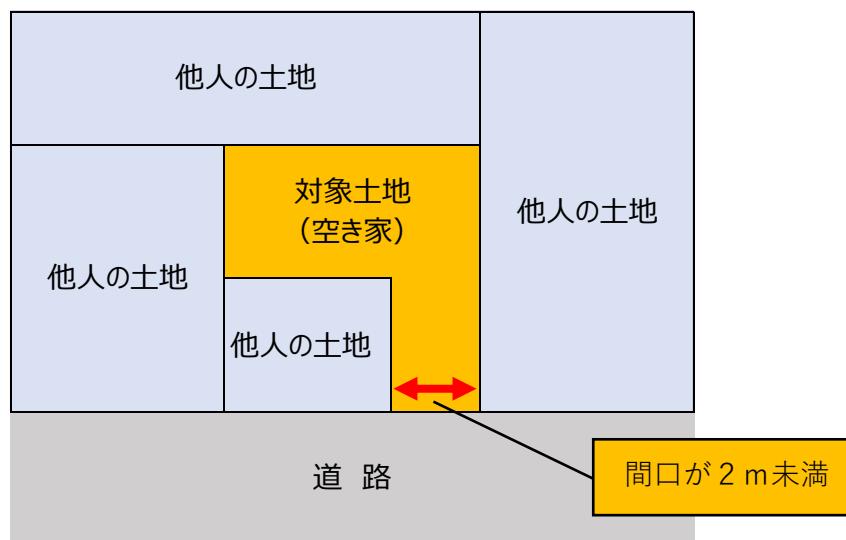 他人の土地
対象土地
（空き家）
他人の土地
他人の土地
他人の土地
道 路
間口が２ｍ未満